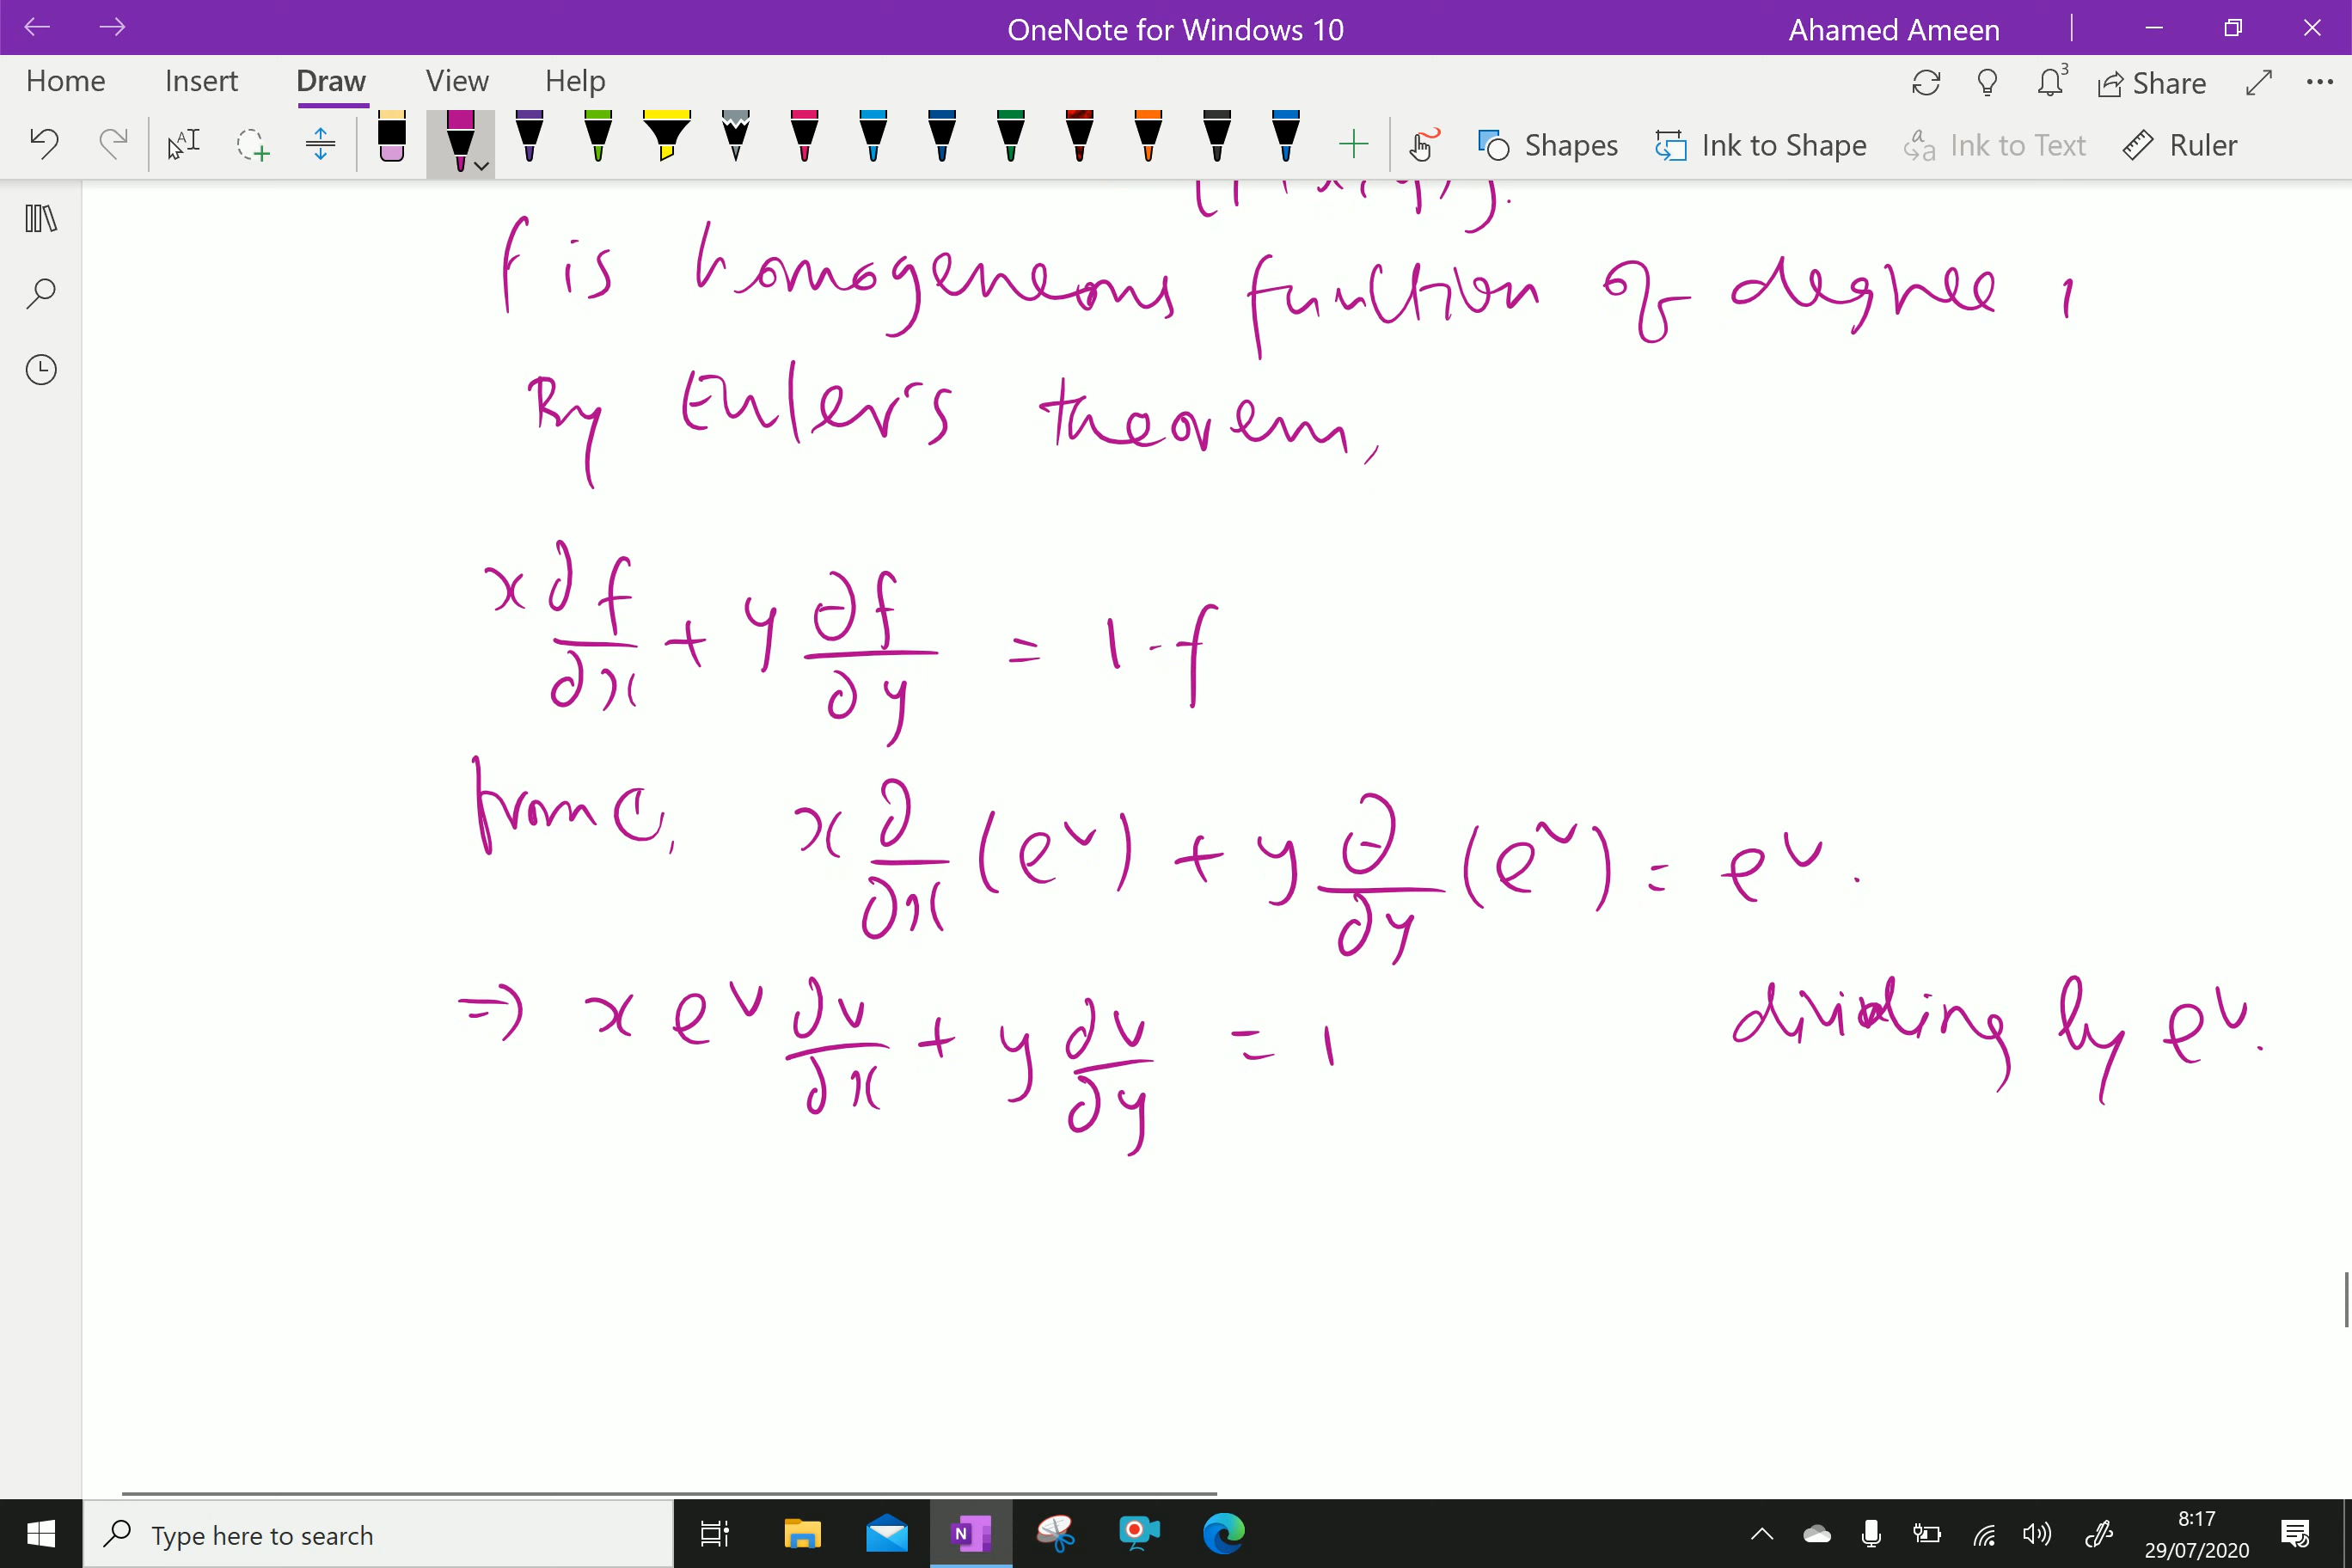 OneNote for Windows 10
Ahamed Ameen
Home Insert Draw View Help
3
Share
Shapes
Ink to Shape
Ink to Text
Ruler
f is homogeneous function of degree 1
By Euler's theorem,
x ∂f/∂x + y ∂f/∂y = 1·f
from ①, x ∂/∂x (e^v) + y ∂/∂y (e^v) = e^v.
⇒ x e^v ∂v/∂x + y ∂v/∂y = 1 dividing by e^v.
Type here to search
N
8:17
29/07/2020